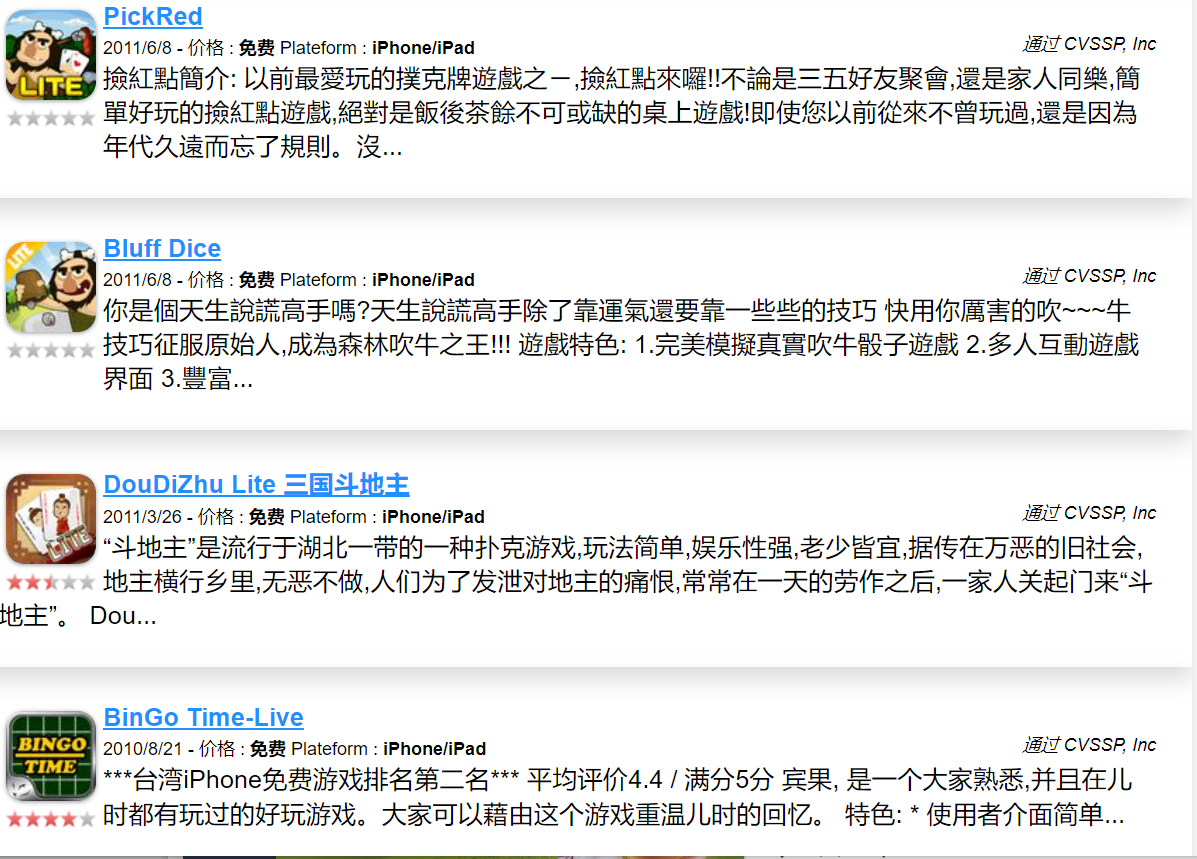 PickRed
2011/6/8 - 价格 : 免费 Plateform : iPhone/iPad
通过 CVSSP, Inc
撿紅點簡介: 以前最愛玩的撲克牌遊戲之一,撿紅點來囉!!不論是三五好友聚會,還是家人同樂,簡
單好玩的撿紅點遊戲,絕對是飯後茶餘不可或缺的桌上遊戲!即使您以前從來不曾玩過,還是因為
年代久遠而忘了規則。沒...
LITE
Bluff Dice
2011/6/8 - 价格 : 免费 Plateform : iPhone/iPad
通过 CVSSP, Inc
你是個天生說謊高手嗎?天生說謊高手除了靠運氣還要靠一些些的技巧 快用你厲害的吹~~~牛
技巧征服原始人,成為森林吹牛之王!!! 遊戲特色: 1.完美模擬真實吹牛骰子遊戲 2.多人互動遊戲
界面 3.豐富...
LITE
DouDiZhu Lite 三国斗地主
2011/3/26 - 价格 : 免费 Plateform : iPhone/iPad
通过 CVSSP, Inc
“斗地主”是流行于湖北一带的一种扑克游戏,玩法简单,娱乐性强,老少皆宜,据传在万恶的旧社会,
地主横行乡里,无恶不做,人们为了发泄对地主的痛恨,常常在一天的劳作之后,一家人关起门来“斗
地主”。 Dou...
LITE
BinGo Time-Live
2010/8/21 - 价格 : 免费 Plateform : iPhone/iPad
通过 CVSSP, Inc
***台湾iPhone免费游戏排名第二名*** 平均评价4.4 / 满分5分 宾果, 是一个大家熟悉,并且在儿
时都有玩过的好玩游戏。大家可以藉由这个游戏重温儿时的回忆。 特色: * 使用者介面简单...
BINGO
TIME